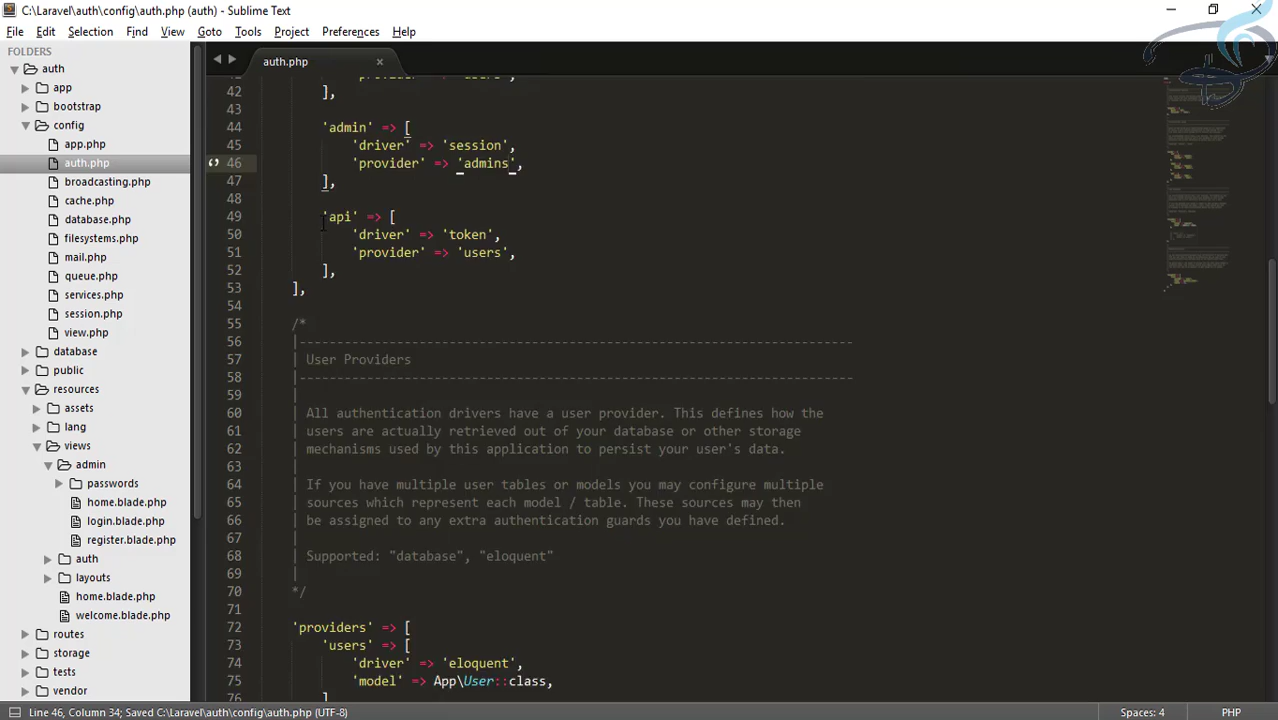 C:\Laravel\auth\config\auth.php (auth) - Sublime Text
File Edit Selection Find View Goto Tools Project Preferences Help
FOLDERS
auth
app
bootstrap
config
app.php
auth.php
broadcasting.php
cache.php
database.php
filesystems.php
mail.php
queue.php
services.php
session.php
view.php
database
public
resources
assets
lang
views
admin
passwords
home.blade.php
login.blade.php
register.blade.php
auth
layouts
home.blade.php
welcome.blade.php
routes
storage
tests
vendor
auth.php
42 ],
43
44 'admin' => [
45 'driver' => 'session',
46 'provider' => 'admins',
47 ],
48
49 'api' => [
50 'driver' => 'token',
51 'provider' => 'users',
52 ],
53 ],
54
55 /*
56 |--------------------------------------------------------------------------
57 | User Providers
58 |--------------------------------------------------------------------------
59 |
60 | All authentication drivers have a user provider. This defines how the
61 | users are actually retrieved out of your database or other storage
62 | mechanisms used by this application to persist your user's data.
63 |
64 | If you have multiple user tables or models you may configure multiple
65 | sources which represent each model / table. These sources may then
66 | be assigned to any extra authentication guards you have defined.
67 |
68 | Supported: "database", "eloquent"
69 |
70 */
71
72 'providers' => [
73 'users' => [
74 'driver' => 'eloquent',
75 'model' => App\User::class,
76 ]
Line 46, Column 34; Saved C:\Laravel\auth\config\auth.php (UTF-8)
Spaces: 4
PHP